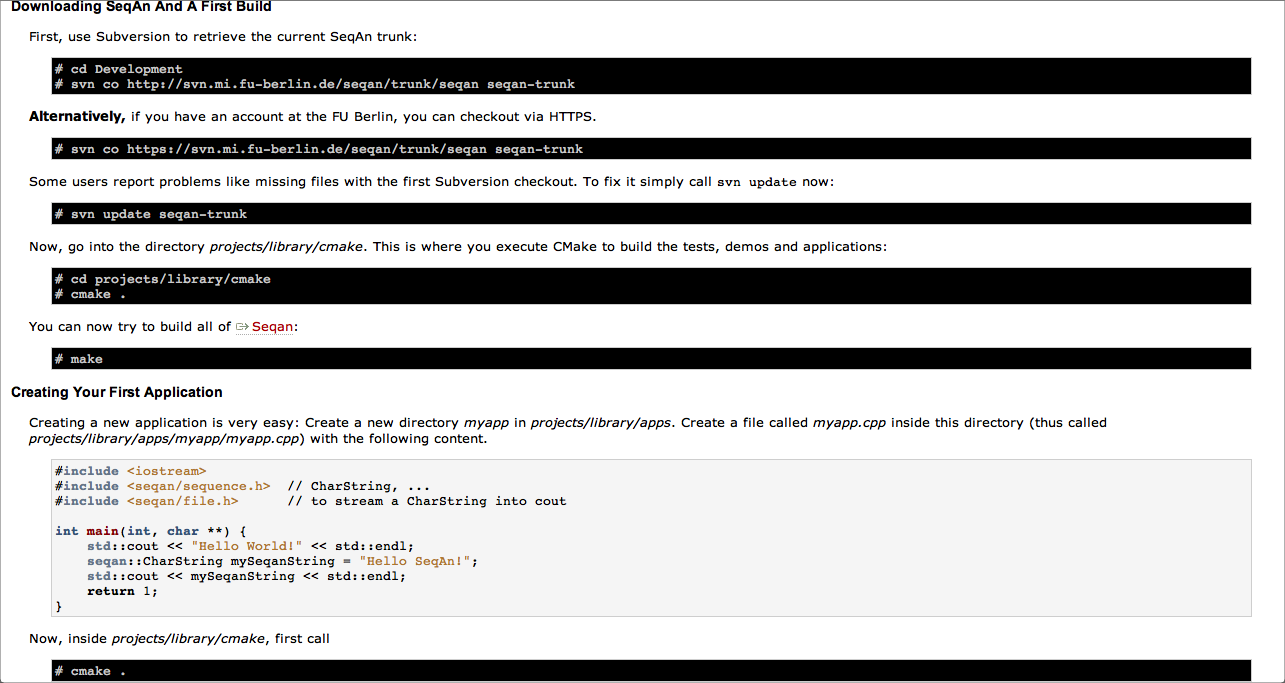 Downloading SeqAn And A First Build
First, use Subversion to retrieve the current SeqAn trunk:
# cd Development
# svn co http://svn.mi.fu-berlin.de/seqan/trunk/seqan seqan-trunk
Alternatively, if you have an account at the FU Berlin, you can checkout via HTTPS.
# svn co https://svn.mi.fu-berlin.de/seqan/trunk/seqan seqan-trunk
Some users report problems like missing files with the first Subversion checkout. To fix it simply call svn update now:
# svn update seqan-trunk
Now, go into the directory projects/library/cmake. This is where you execute CMake to build the tests, demos and applications:
# cd projects/library/cmake
# cmake .
You can now try to build all of Seqan:
# make
Creating Your First Application
Creating a new application is very easy: Create a new directory myapp in projects/library/apps. Create a file called myapp.cpp inside this directory (thus called
projects/library/apps/myapp/myapp.cpp) with the following content.
#include <iostream>
#include <seqan/sequence.h>  // CharString, ...
#include <seqan/file.h>      // to stream a CharString into cout
int main(int, char **) {
    std::cout << "Hello World!" << std::endl;
    seqan::CharString mySeqanString = "Hello SeqAn!";
    std::cout << mySeqanString << std::endl;
    return 1;
}
Now, inside projects/library/cmake, first call
# cmake .